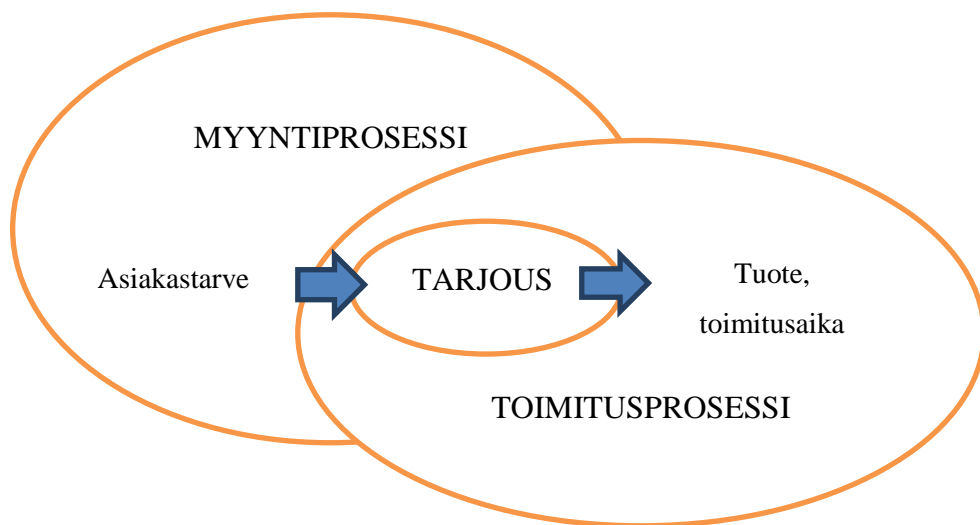 MYYNTIPROSESSI
Asiakastarve
TARJOUS
Tuote,
toimitusaika
TOIMITUSPROSESSI